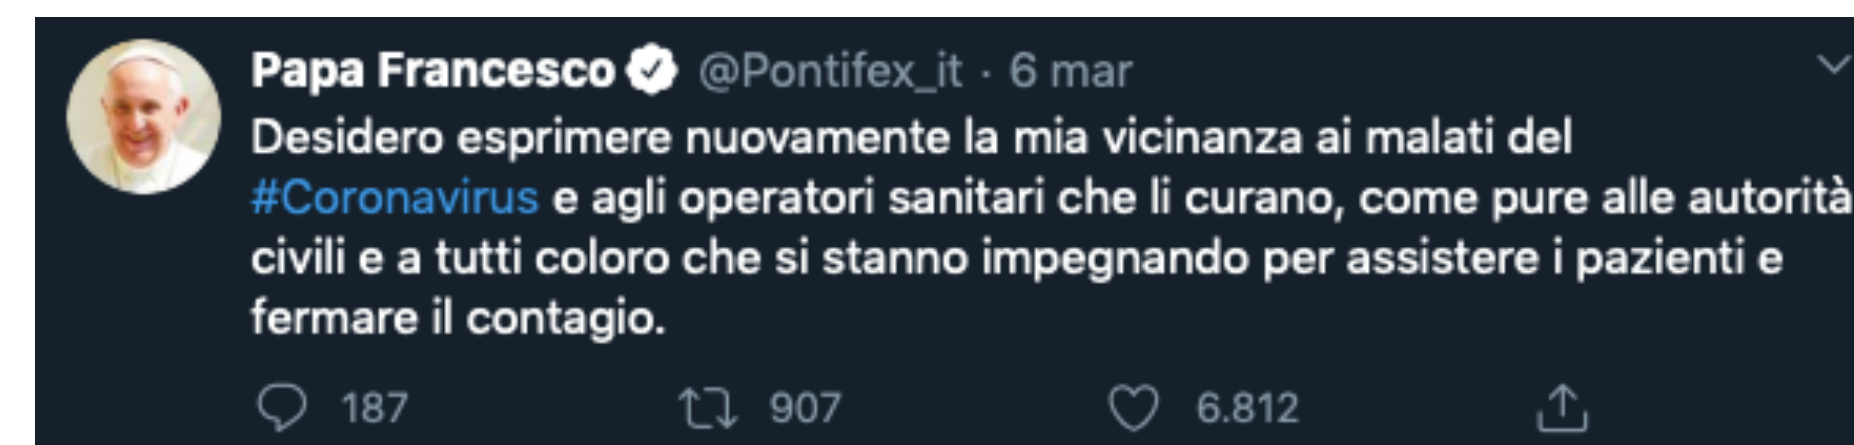 Papa Francesco @Pontifex_it · 6 mar
Desidero esprimere nuovamente la mia vicinanza ai malati del
#Coronavirus e agli operatori sanitari che li curano, come pure alle autorità
civili e a tutti coloro che si stanno impegnando per assistere i pazienti e
fermare il contagio.
187 907 6.812